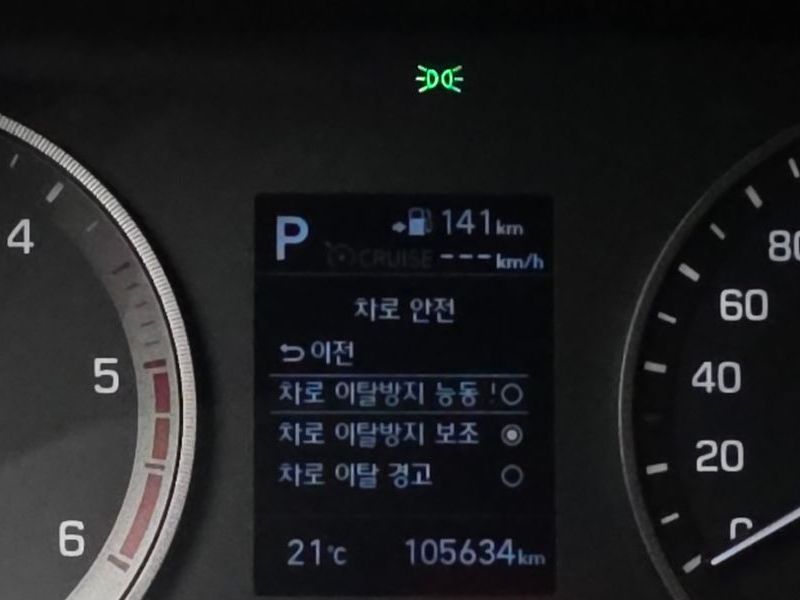 P
141km
CRUISE ---km/h
차로 안전
이전
차로 이탈방지 능동
차로 이탈방지 보조
차로 이탈 경고
21℃ 105634km
4
5
6
80
60
40
20
0